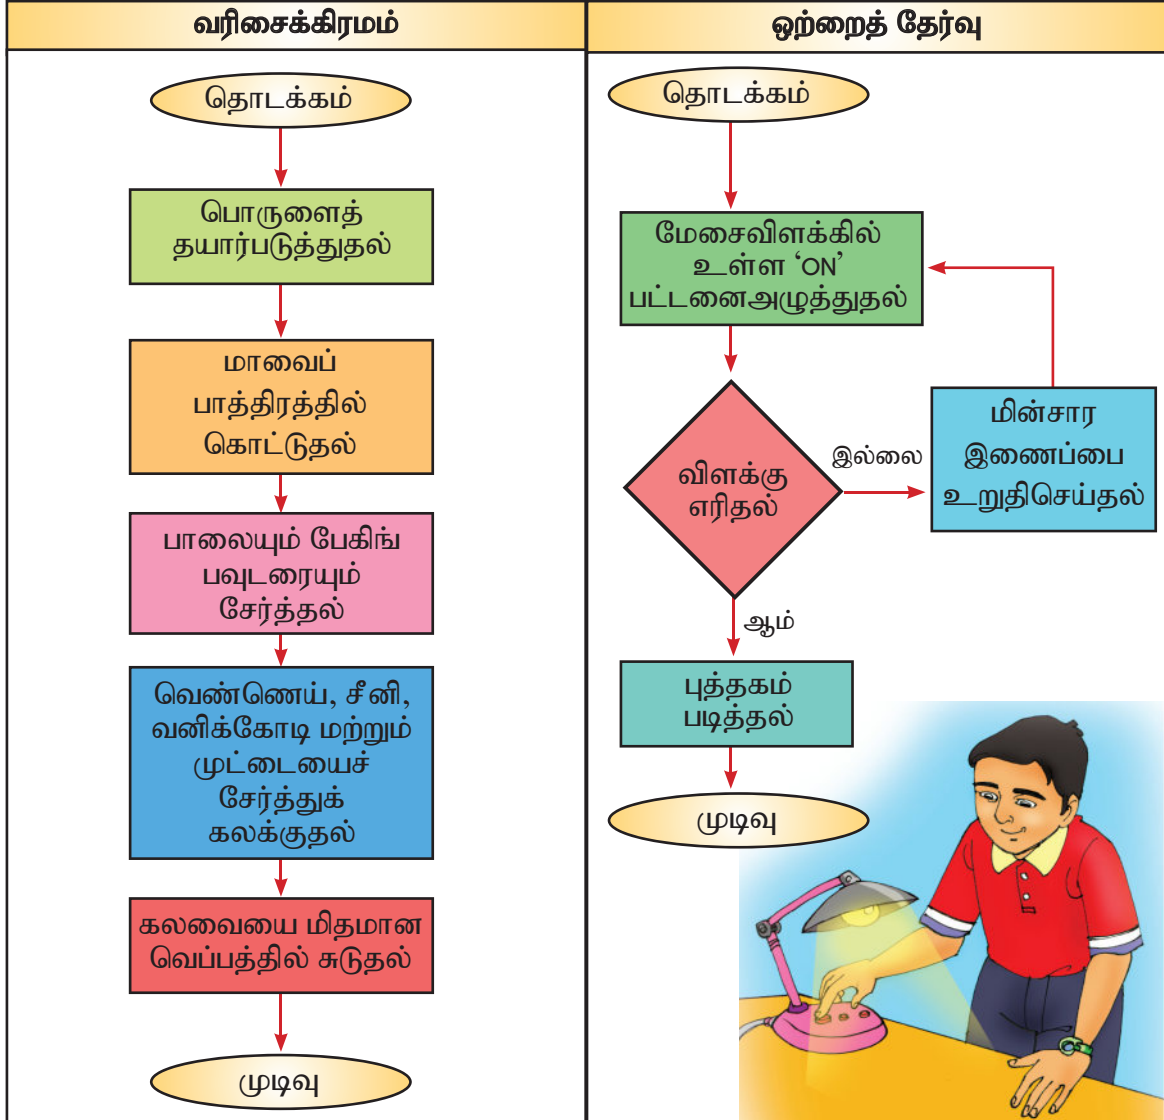 வரிசைக்கிரமம்
தொடக்கம்
பொருளைத்
தயார்படுத்துதல்
மாவைப்
பாத்திரத்தில்
கொட்டுதல்
பாலையும் பேகிங்
பவுடரையும்
சேர்த்தல்
வெண்ணெய், சீனி,
வனிக்கோடி மற்றும்
முட்டையைச்
சேர்த்துக்
கலக்குதல்
கலவையை மிதமான
வெப்பத்தில் சுடுதல்
முடிவு
ஒற்றைத் தேர்வு
தொடக்கம்
மேசைவிளக்கில்
உள்ள ‘ON’
பட்டனைஅழுத்துதல்
விளக்கு
எரிதல்
இல்லை
மின்சார
இணைப்பை
உறுதிசெய்தல்
ஆம்
புத்தகம்
படித்தல்
முடிவு